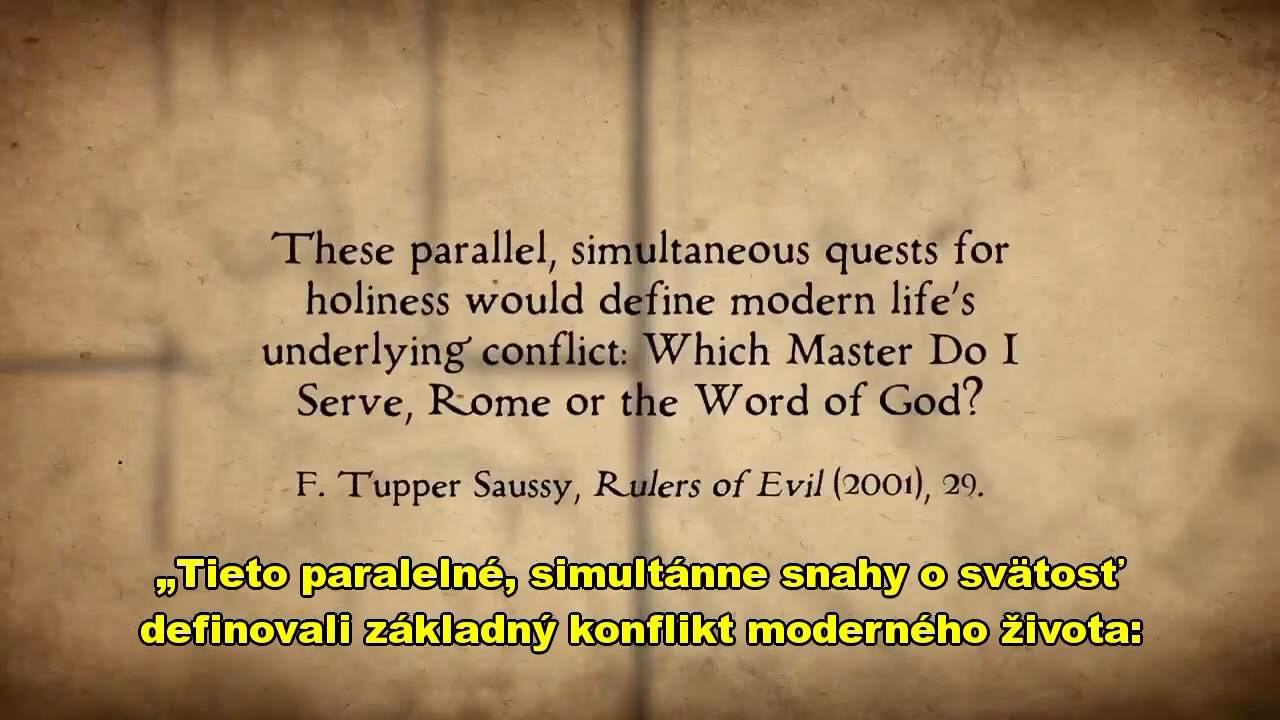 These parallel, simultaneous quests for
holiness would define modern life's
underlying conflict: Which Master Do I
Serve, Rome or the Word of God?
F. Tupper Saussy, Rulers of Evil (2001), 29.
„Tieto paralelné, simultánne snahy o svätosť
definovali základný konflikt moderného života: